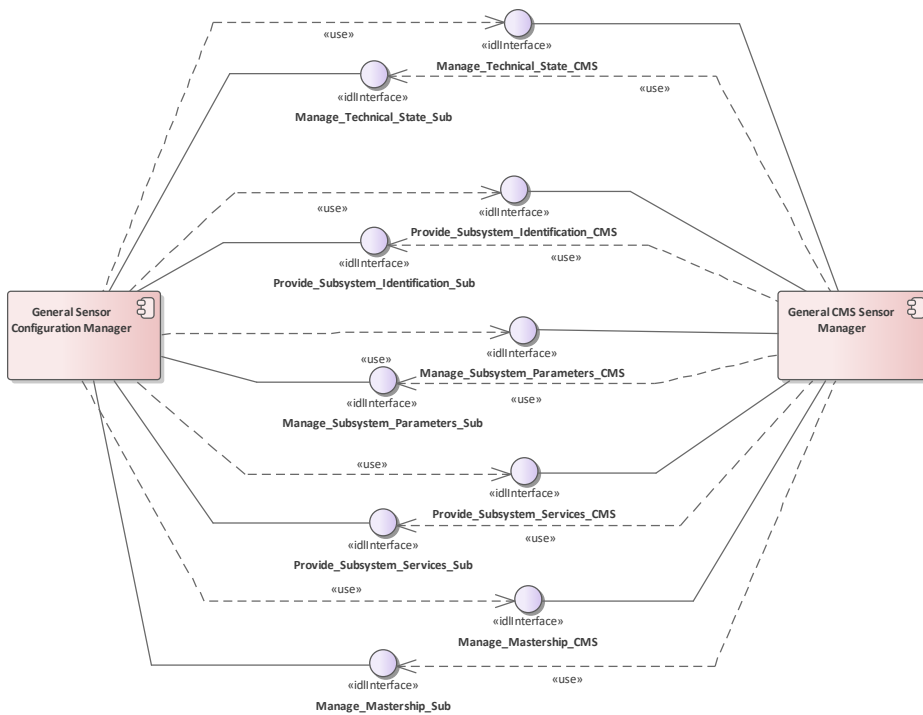 «use»
«idlInterface»
Manage_Technical_State_CMS
«use»
«idlInterface»
Manage_Technical_State_Sub
«use»
«idlInterface»
Provide_Subsystem_Identification_CMS
«use»
«idlInterface»
Provide_Subsystem_Identification_Sub
General Sensor
Configuration Manager
General CMS Sensor
Manager
«use»
«idlInterface»
Manage_Subsystem_Parameters_CMS
«use»
«idlInterface»
Manage_Subsystem_Parameters_Sub
«use»
«idlInterface»
Provide_Subsystem_Services_CMS
«use»
«idlInterface»
Provide_Subsystem_Services_Sub
«use»
«idlInterface»
Manage_Mastership_CMS
«use»
«idlInterface»
Manage_Mastership_Sub